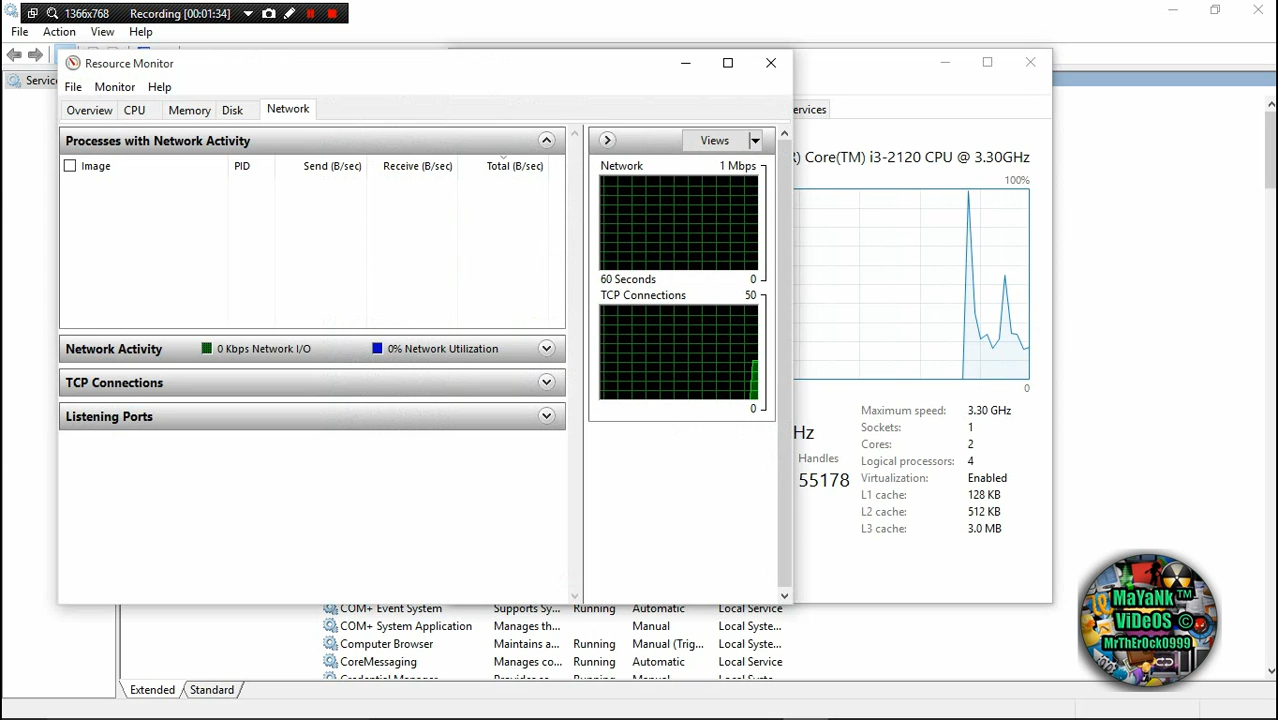 1366x768 Recording [00:01:34]
File Action View Help
Servic
Resource Monitor
File Monitor Help
Overview CPU Memory Disk Network
ervices
Processes with Network Activity
Image PID Send (B/sec) Receive (B/sec) Total (B/sec)
Network Activity 0 Kbps Network I/O 0% Network Utilization
TCP Connections
Listening Ports
Views
Network 1 Mbps
60 Seconds 0
TCP Connections 50
0
) Core(TM) i3-2120 CPU @ 3.30GHz
100%
0
Hz
Handles
55178
Maximum speed: 3.30 GHz
Sockets: 1
Cores: 2
Logical processors: 4
Virtualization: Enabled
L1 cache: 128 KB
L2 cache: 512 KB
L3 cache: 3.0 MB
COM+ Event System Supports Sy... Running Automatic Local Service
COM+ System Application Manages th... Manual Local Syste...
Computer Browser Maintains a... Running Manual (Trig... Local Syste...
CoreMessaging Manages co... Running Automatic Local Service
Extended Standard
MaYaNk™
ViDeOS ©
MrThErOck0999